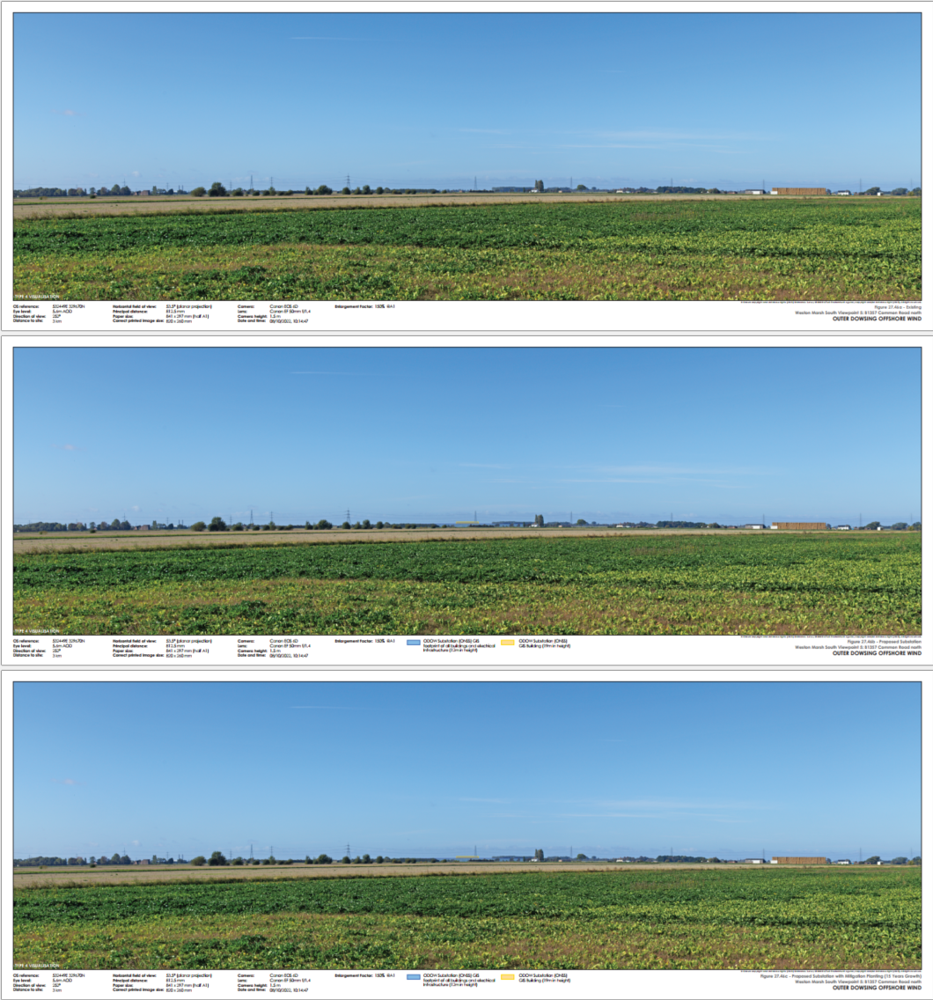 TYPE 4 VISUALISATION
OS reference: 532449E 329670N
Eye level: 5.6m AOD
Direction of view: 252°
Distance to site: 3 km
Horizontal field of view: 53.5° (planar projection)
Principal distance: 812.5 mm
Paper size: 841 x 297 mm (half A1)
Correct printed image size: 820 x 260 mm
Camera: Canon EOS 6D
Lens: Canon EF 50mm f/1.4
Camera height: 1.5 m
Date and time: 08/10/2022, 10:14:47
Enlargement Factor: 150% @A1
Figure 27.46a - Existing
Weston Marsh South Viewpoint 5: B1357 Common Road north
OUTER DOWSING OFFSHORE WIND
TYPE 4 VISUALISATION
OS reference: 532449E 329670N
Eye level: 5.6m AOD
Direction of view: 252°
Distance to site: 3 km
Horizontal field of view: 53.5° (planar projection)
Principal distance: 812.5 mm
Paper size: 841 x 297 mm (half A1)
Correct printed image size: 820 x 260 mm
Camera: Canon EOS 6D
Lens: Canon EF 50mm f/1.4
Camera height: 1.5 m
Date and time: 08/10/2022, 10:14:47
Enlargement Factor: 150% @A1
ODOW Substation (ONSS) GIS
footprint of all buildings and electrical
infrastructure (13m in height)
ODOW Substation (ONSS)
GIS Building (19m in height)
Figure 27.46b - Proposed Substation
Weston Marsh South Viewpoint 5: B1357 Common Road north
OUTER DOWSING OFFSHORE WIND
TYPE 4 VISUALISATION
OS reference: 532449E 329670N
Eye level: 5.6m AOD
Direction of view: 252°
Distance to site: 3 km
Horizontal field of view: 53.5° (planar projection)
Principal distance: 812.5 mm
Paper size: 841 x 297 mm (half A1)
Correct printed image size: 820 x 260 mm
Camera: Canon EOS 6D
Lens: Canon EF 50mm f/1.4
Camera height: 1.5 m
Date and time: 08/10/2022, 10:14:47
Enlargement Factor: 150% @A1
ODOW Substation (ONSS) GIS
footprint of all buildings and electrical
infrastructure (13m in height)
ODOW Substation (ONSS)
GIS Building (19m in height)
Figure 27.46c - Proposed Substation with Mitigation Planting (15 Years Growth)
Weston Marsh South Viewpoint 5: B1357 Common Road north
OUTER DOWSING OFFSHORE WIND